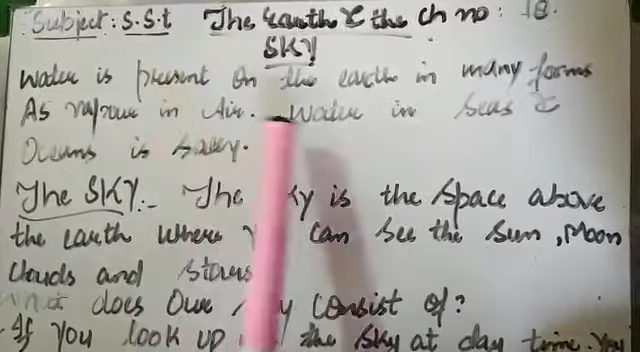 Subject: S.S.t The Earth & the Ch no: 18.
SKY
Water is present on the earth in many forms
As vapour in Air. Water in Seas &
Oceans is salty.
The SKY:- The is the space above
the earth where can see the Sun, Moon
Clouds and stars
What does Our consist of?
If you look up the sky at day time. You